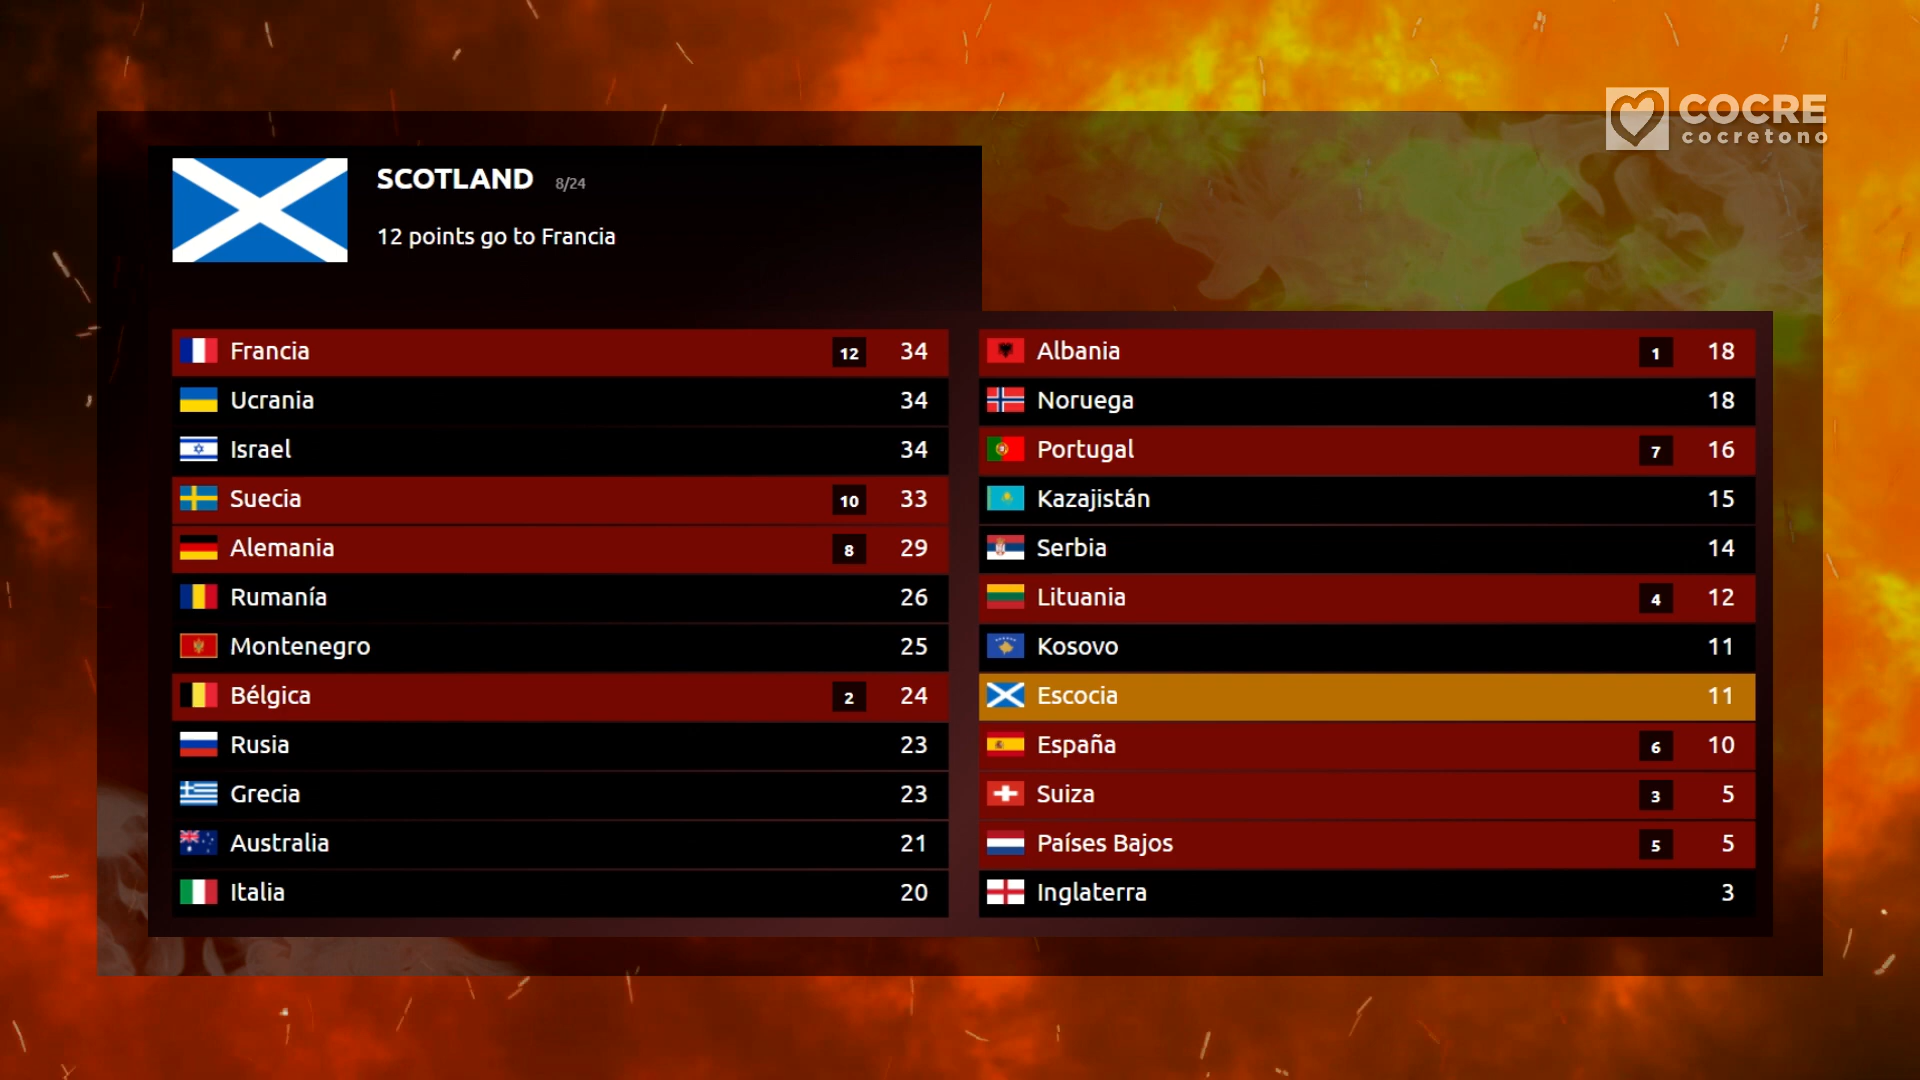 COCRE
cocretono
SCOTLAND 8/24
12 points go to Francia
Francia 12 34
Ucrania 34
Israel 34
Suecia 10 33
Alemania 8 29
Rumanía 26
Montenegro 25
Bélgica 2 24
Rusia 23
Grecia 23
Australia 21
Italia 20
Albania 1 18
Noruega 18
Portugal 7 16
Kazajistán 15
Serbia 14
Lituania 4 12
Kosovo 11
Escocia 11
España 6 10
Suiza 3 5
Países Bajos 5 5
Inglaterra 3